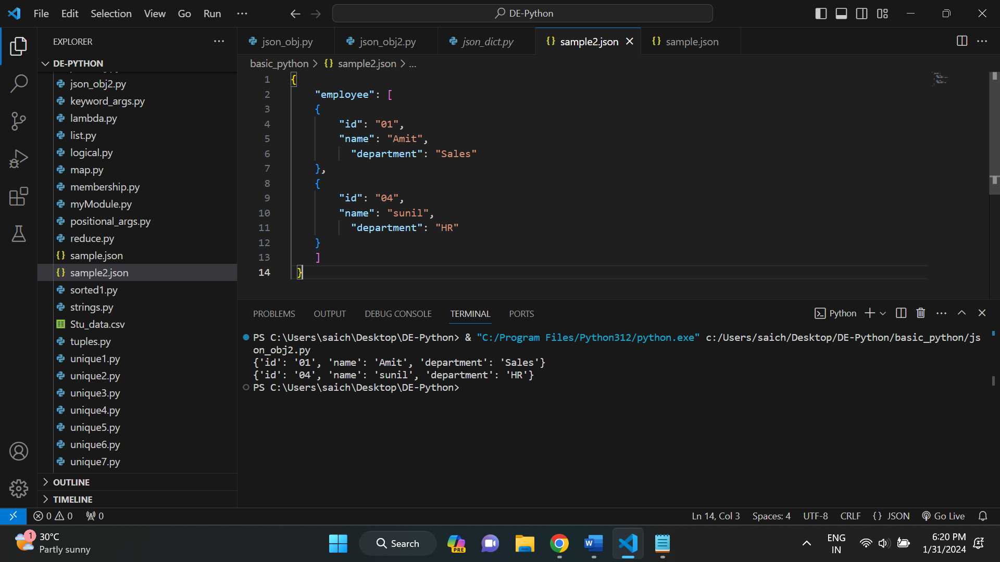 File Edit Selection View Go Run ...
DE-Python
EXPLORER ...
json_obj.py json_obj2.py json_dict.py {} sample2.json {} sample.json ...
DE-PYTHON
basic_python > {} sample2.json > ...
json_obj2.py
keyword_args.py
lambda.py
list.py
logical.py
map.py
membership.py
myModule.py
positional_args.py
reduce.py
{} sample.json
{} sample2.json
sorted1.py
strings.py
Stu_data.csv
tuples.py
unique1.py
unique2.py
unique3.py
unique4.py
unique5.py
unique6.py
unique7.py
OUTLINE
TIMELINE
1 {
2 "employee": [
3 {
4 "id": "01",
5 "name": "Amit",
6 "department": "Sales"
7 },
8 {
9 "id": "04",
10 "name": "sunil",
11 "department": "HR"
12 }
13 ]
14 }
PROBLEMS OUTPUT DEBUG CONSOLE TERMINAL PORTS
Python ...
PS C:\Users\saich\Desktop\DE-Python> & "C:/Program Files/Python312/python.exe" c:/Users/saich/Desktop/DE-Python/basic_python/js
on_obj2.py
{'id': '01', 'name': 'Amit', 'department': 'Sales'}
{'id': '04', 'name': 'sunil', 'department': 'HR'}
PS C:\Users\saich\Desktop\DE-Python>
0 0 0
Ln 14, Col 3 Spaces: 4 UTF-8 CRLF {} JSON Go Live
1 30°C
Partly sunny
Search
PRE
W
ENG
IN
6:20 PM
1/31/2024